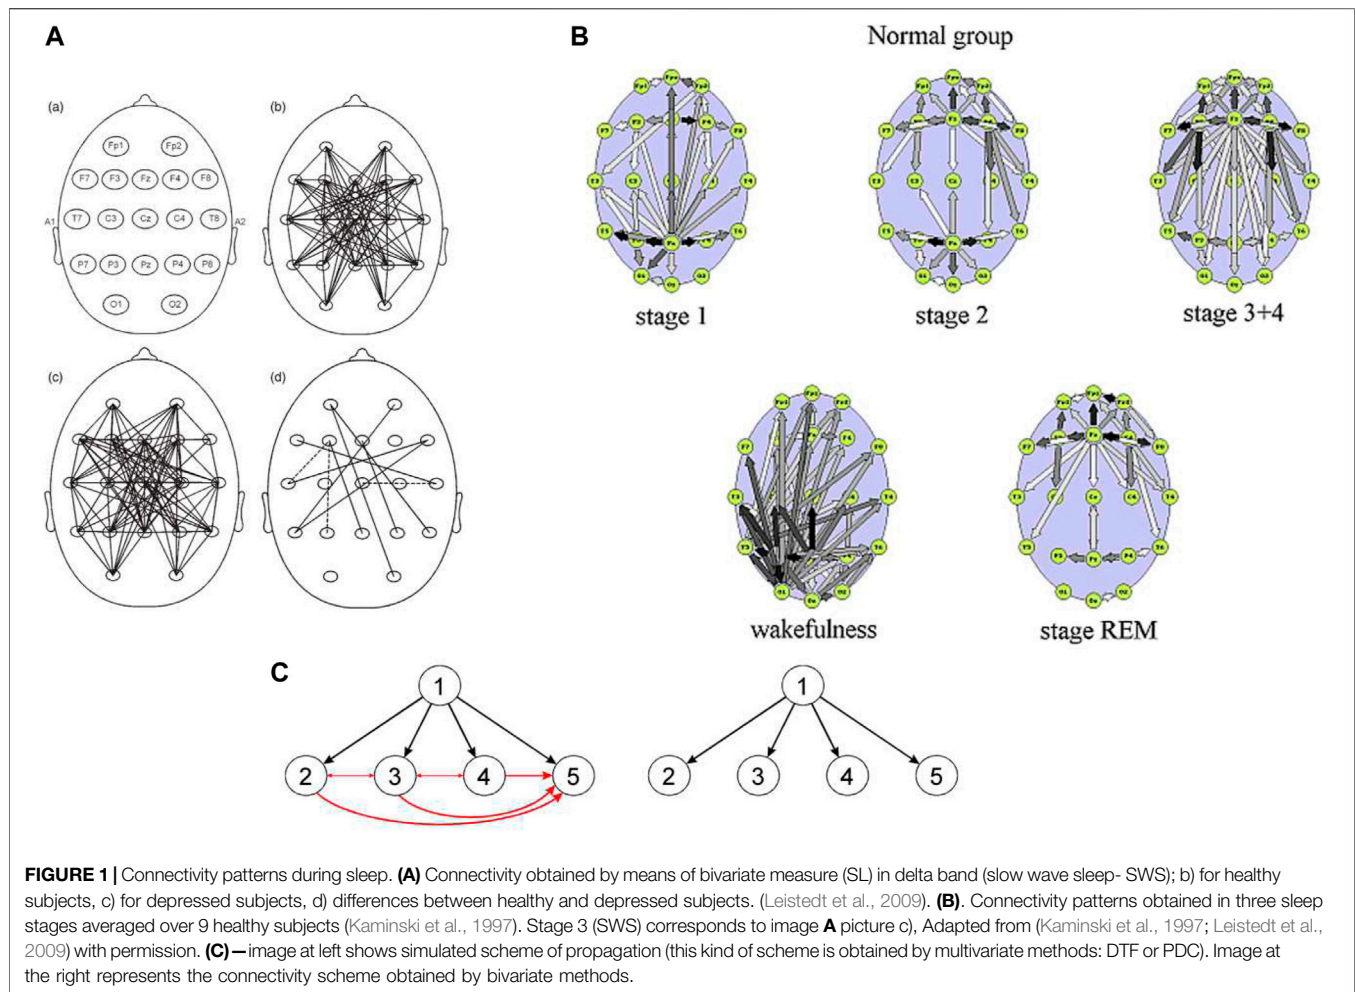 A
(a)
Fp1 Fp2
F7 F3 Fz F4 F8
A1 T7 C3 Cz C4 T8 A2
P7 P3 Pz P4 P8
O1 O2
(b)
(c)
(d)
B
Normal group
stage 1
stage 2
stage 3+4
wakefulness
stage REM
C
1
2 3 4 5
1
2 3 4 5
FIGURE 1 | Connectivity patterns during sleep. (A) Connectivity obtained by means of bivariate measure (SL) in delta band (slow wave sleep- SWS); b) for healthy
subjects, c) for depressed subjects, d) differences between healthy and depressed subjects. (Leistedt et al., 2009). (B). Connectivity patterns obtained in three sleep
stages averaged over 9 healthy subjects (Kaminski et al., 1997). Stage 3 (SWS) corresponds to image A picture c), Adapted from (Kaminski et al., 1997; Leistedt et al.,
2009) with permission. (C)—image at left shows simulated scheme of propagation (this kind of scheme is obtained by multivariate methods: DTF or PDC). Image at
the right represents the connectivity scheme obtained by bivariate methods.